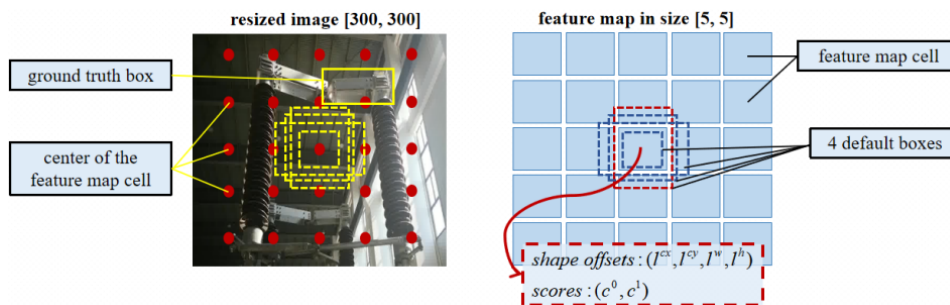 resized image [300, 300]
feature map in size [5, 5]
ground truth box
feature map cell
center of the
feature map cell
4 default boxes
shape offsets : (l^cx, l^cy, l^w, l^h)
scores : (c^0, c^1)